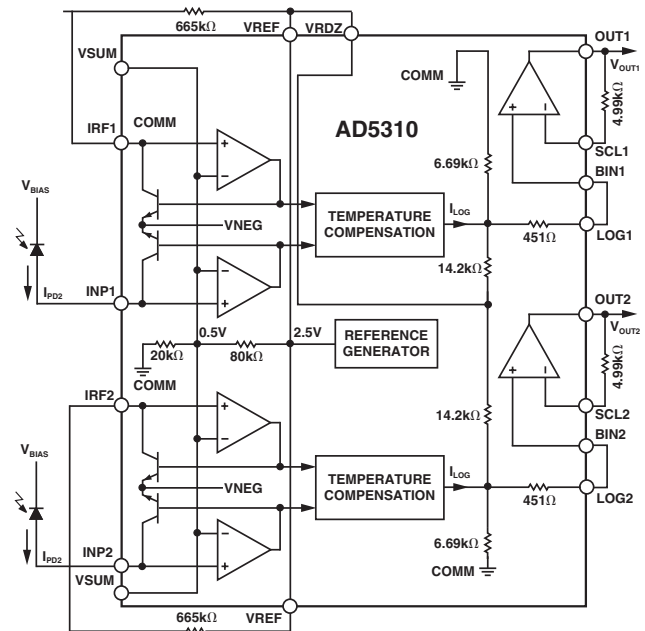 665kΩ
VREF
VRDZ
VSUM
OUT1
V_OUT1
COMM
4.99kΩ
IRF1
COMM
AD5310
6.69kΩ
SCL1
BIN1
V_BIAS
TEMPERATURE COMPENSATION
I_LOG
VNEG
451Ω
LOG1
14.2kΩ
I_PD2
INP1
OUT2
V_OUT2
0.5V
2.5V
REFERENCE GENERATOR
20kΩ
80kΩ
COMM
4.99kΩ
IRF2
14.2kΩ
SCL2
BIN2
V_BIAS
TEMPERATURE COMPENSATION
I_LOG
VNEG
451Ω
LOG2
6.69kΩ
I_PD2
INP2
COMM
VSUM
665kΩ
VREF